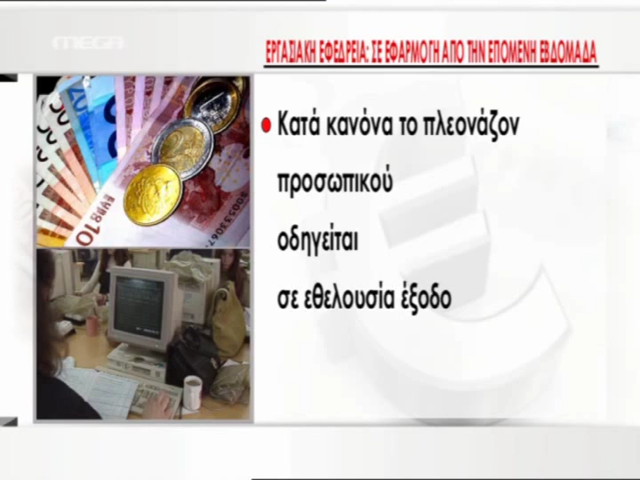 MEGA
ΕΡΓΑΣΙΑΚΗ ΕΦΕΔΡΕΙΑ: ΣΕ ΕΦΑΡΜΟΓΗ ΑΠΟ ΤΗΝ ΕΠΟΜΕΝΗ ΕΒΔΟΜΑΔΑ
Κατά κανόνα το πλεονάζον
προσωπικού
οδηγείται
σε εθελουσία έξοδο